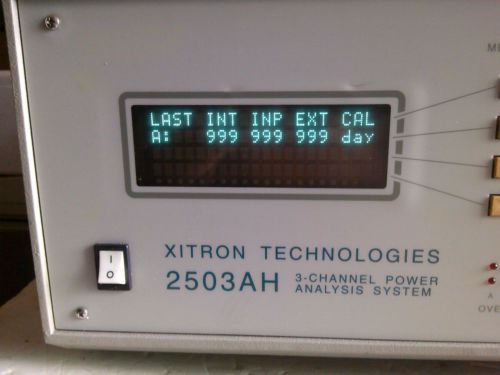 LAST INT INP EXT CAL
A: 999 999 999 day
XITRON TECHNOLOGIES
2503AH 3-CHANNEL POWER
ANALYSIS SYSTEM
I
O
A